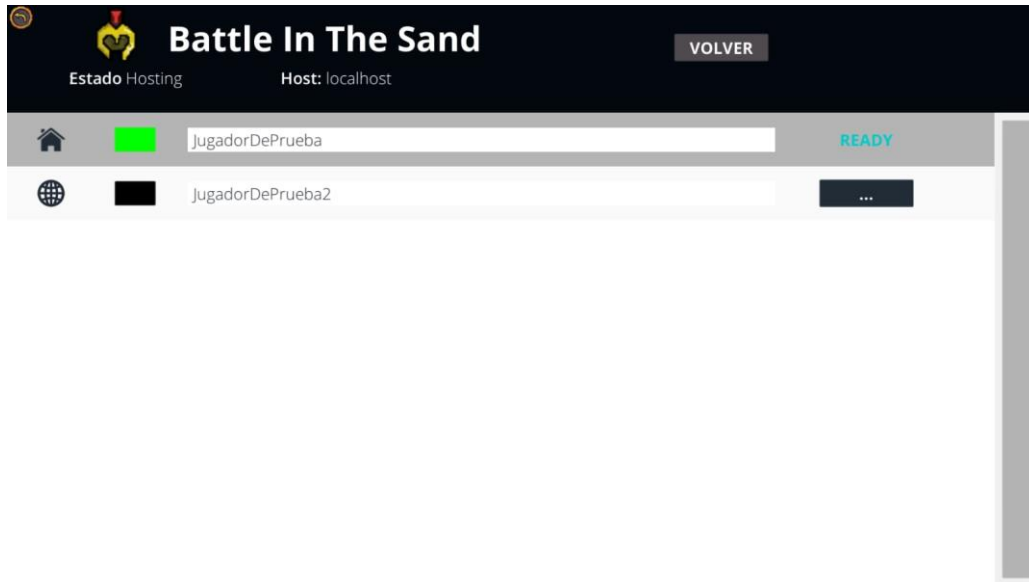 Battle In The Sand
VOLVER
Estado Hosting
Host: localhost
JugadorDePrueba
READY
JugadorDePrueba2
...